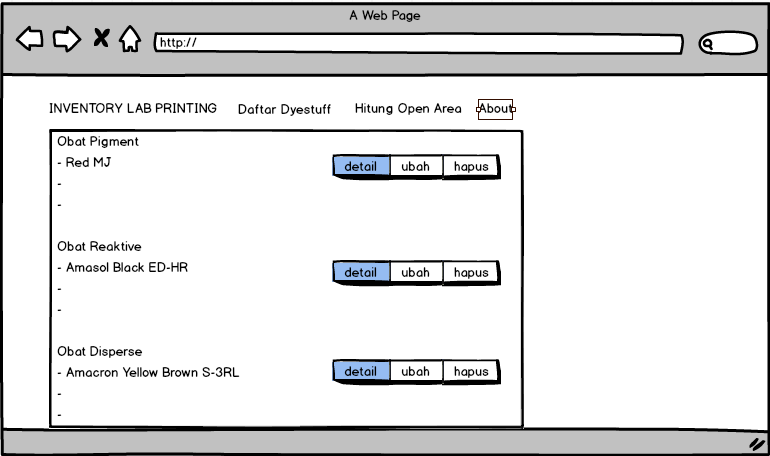 A Web Page
http://
INVENTORY LAB PRINTING Daftar Dyestuff Hitung Open Area About
Obat Pigment
- Red MJ detail ubah hapus
-
-
Obat Reaktive
- Amasol Black ED-HR detail ubah hapus
-
-
Obat Disperse
- Amacron Yellow Brown S-3RL detail ubah hapus
-
-